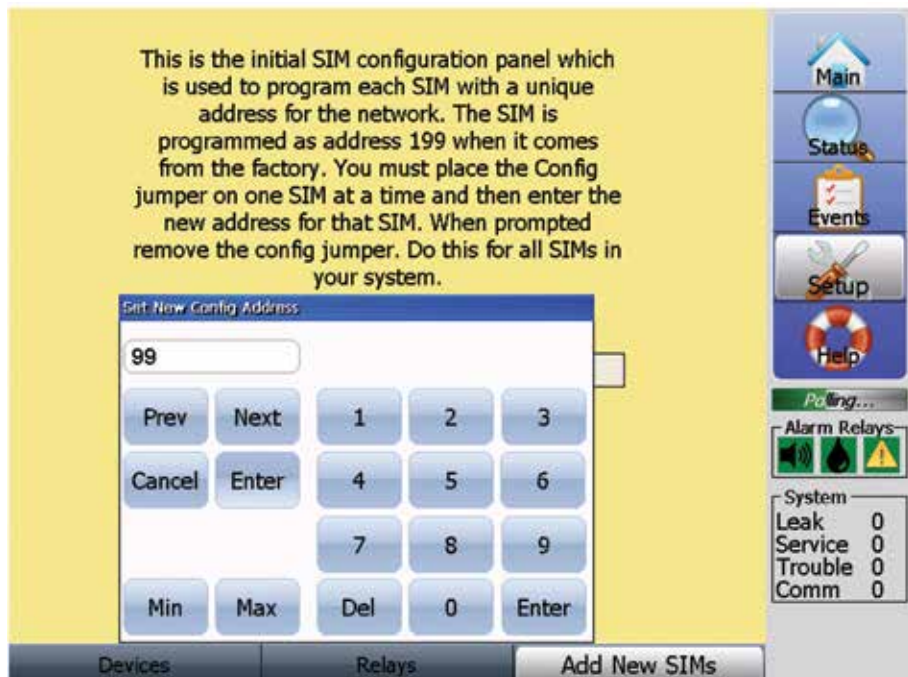 This is the initial SIM configuration panel which
is used to program each SIM with a unique
address for the network. The SIM is
programmed as address 199 when it comes
from the factory. You must place the Config
jumper on one SIM at a time and then enter the
new address for that SIM. When prompted
remove the config jumper. Do this for all SIMs in
your system.
Set New Config Address
99
Prev Next 1 2 3
Cancel Enter 4 5 6
7 8 9
Min Max Del 0 Enter
Devices Relays Add New SIMs
Main
Status
Events
Setup
Help
Polling...
Alarm Relays
System
Leak 0
Service 0
Trouble 0
Comm 0